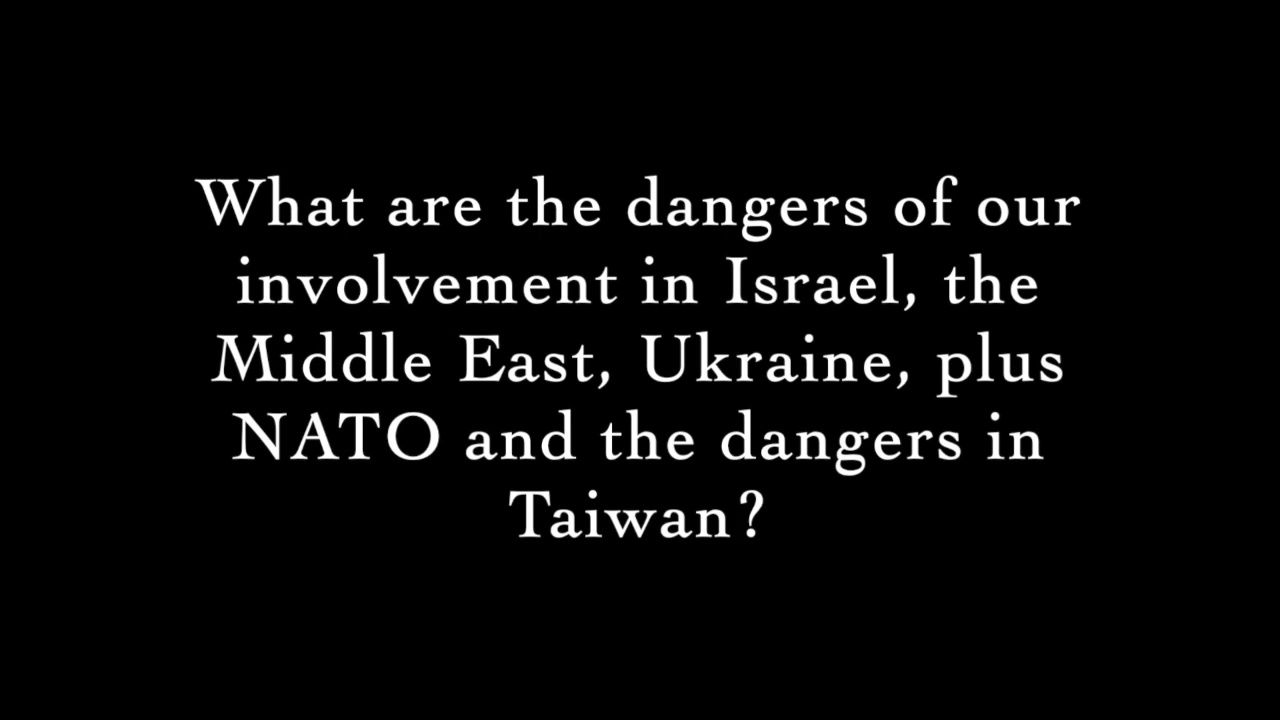 What are the dangers of our
involvement in Israel, the
Middle East, Ukraine, plus
NATO and the dangers in
Taiwan?